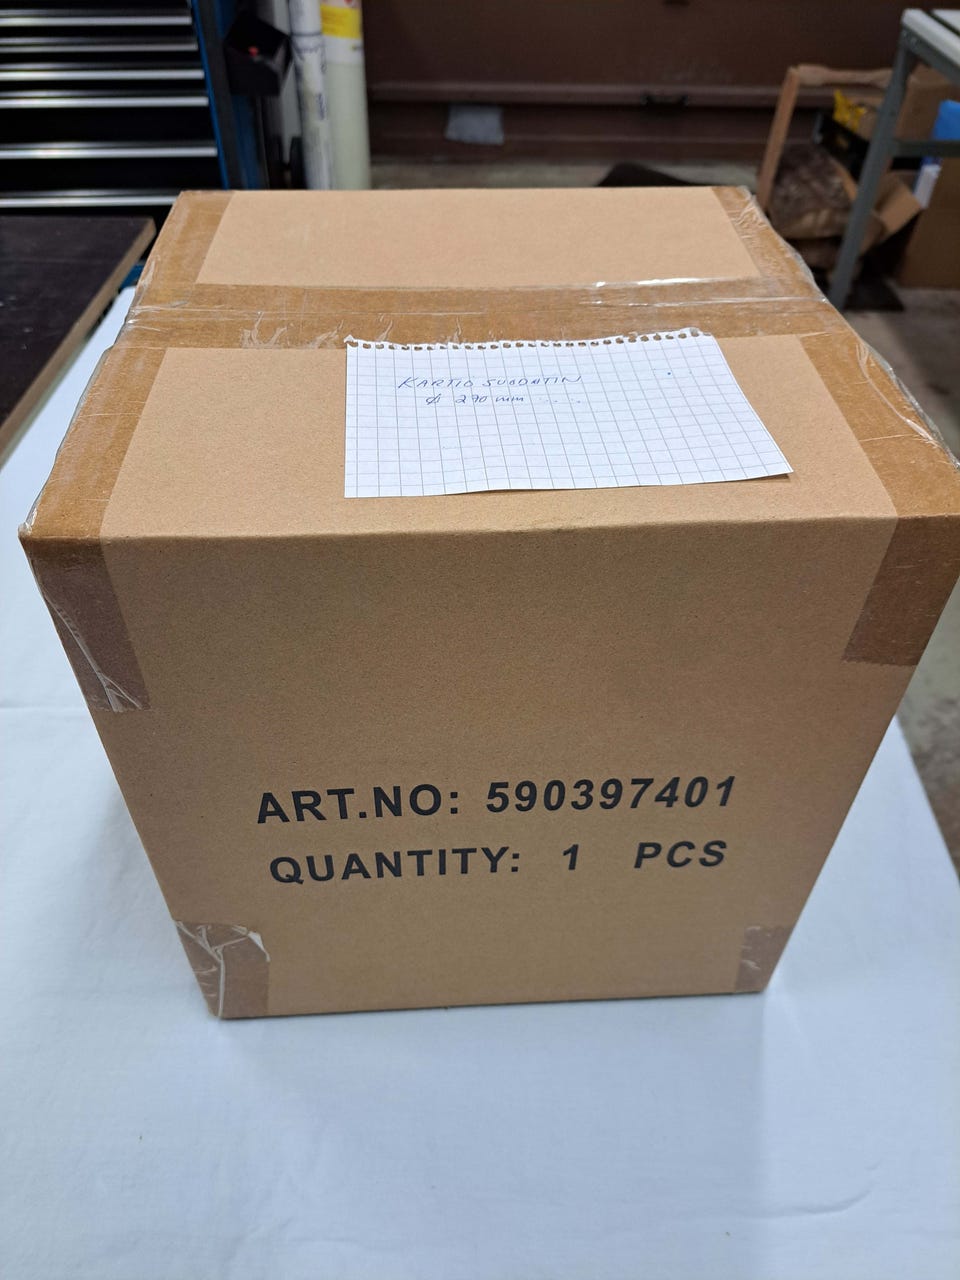 KARTIO SUODATIN
Ø 290 mm
ART.NO: 590397401
QUANTITY: 1 PCS